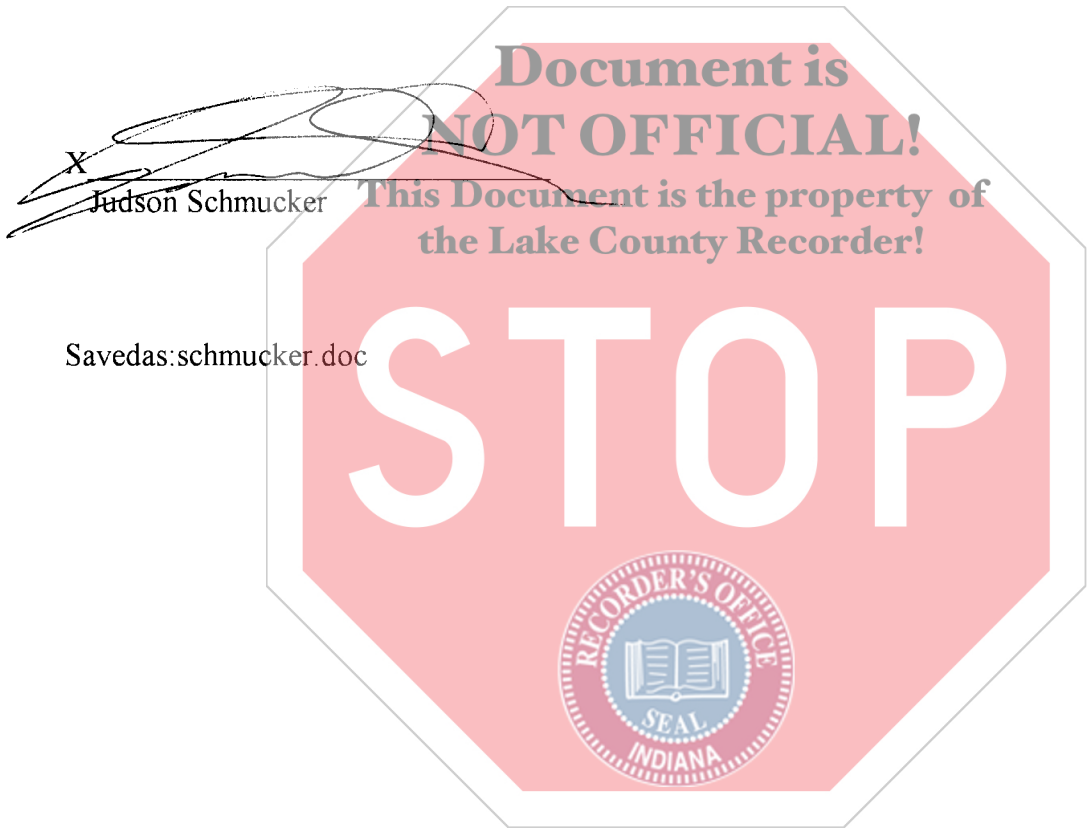 Document is
NOT OFFICIAL!
X
Judson Schmucker
This Document is the property of
the Lake County Recorder!
Savedas:schmucker.doc
STOP
RECORDER'S OFFICE
SEAL
INDIANA